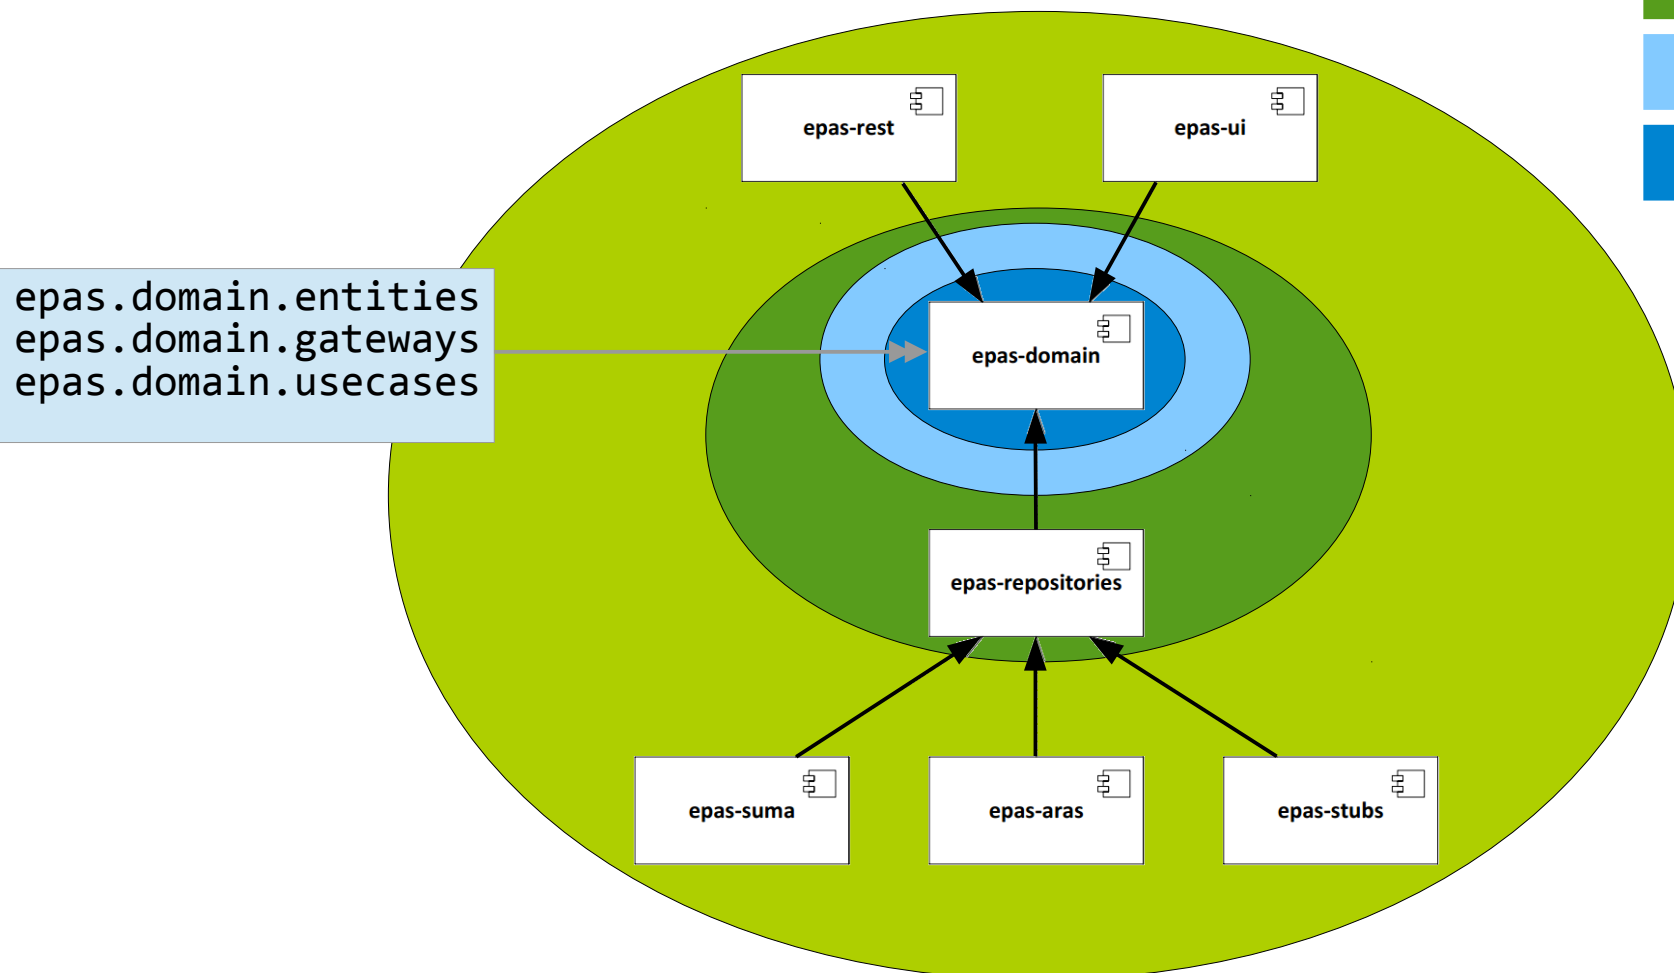 epas-rest
epas-ui
epas.domain.entities
epas.domain.gateways
epas.domain.usecases
epas-domain
epas-repositories
epas-suma
epas-aras
epas-stubs